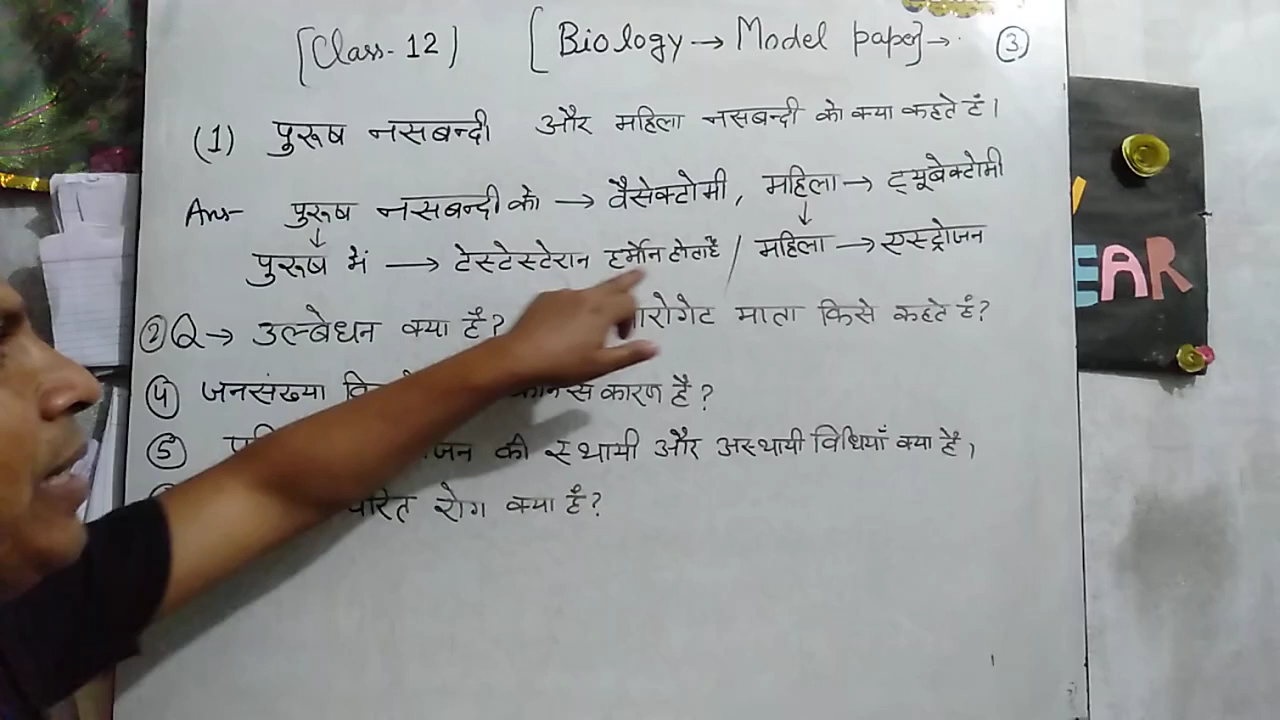 [Class-12] [Biology → Model paper] → ③
(1) पुरूष नसबन्दी और महिला नसबन्दी को क्या कहते हैं।
Ans पुरूष नसबन्दी को → वैसेक्टोमी, महिला → ट्यूबेक्टोमी
↓ ↓
पुरूष में → टेस्टेस्टेरान हर्मोन होता है / महिला → एस्ट्रोजन
②Q→ उल्बेधन क्या है? रोगेट माता किसे कहते हैं?
④ जनसंख्या कारण है?
⑤ जन की स्थायी और अस्थायी विधियाँ क्या है,
रोग क्या है?
EAR